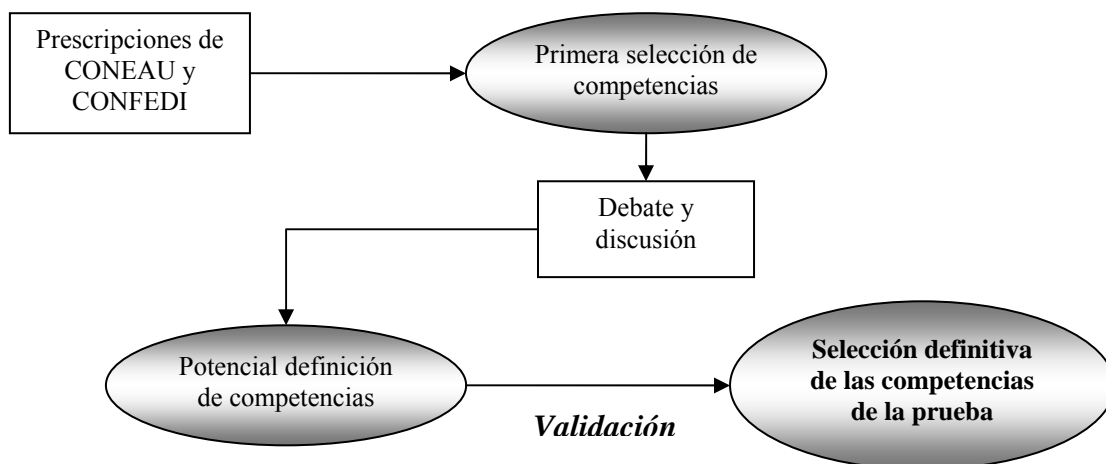 Prescripciones de
CONEAU y
CONFEDI
Primera selección de
competencias
Debate y
discusión
Potencial definición
de competencias
Validación
Selección definitiva
de las competencias
de la prueba